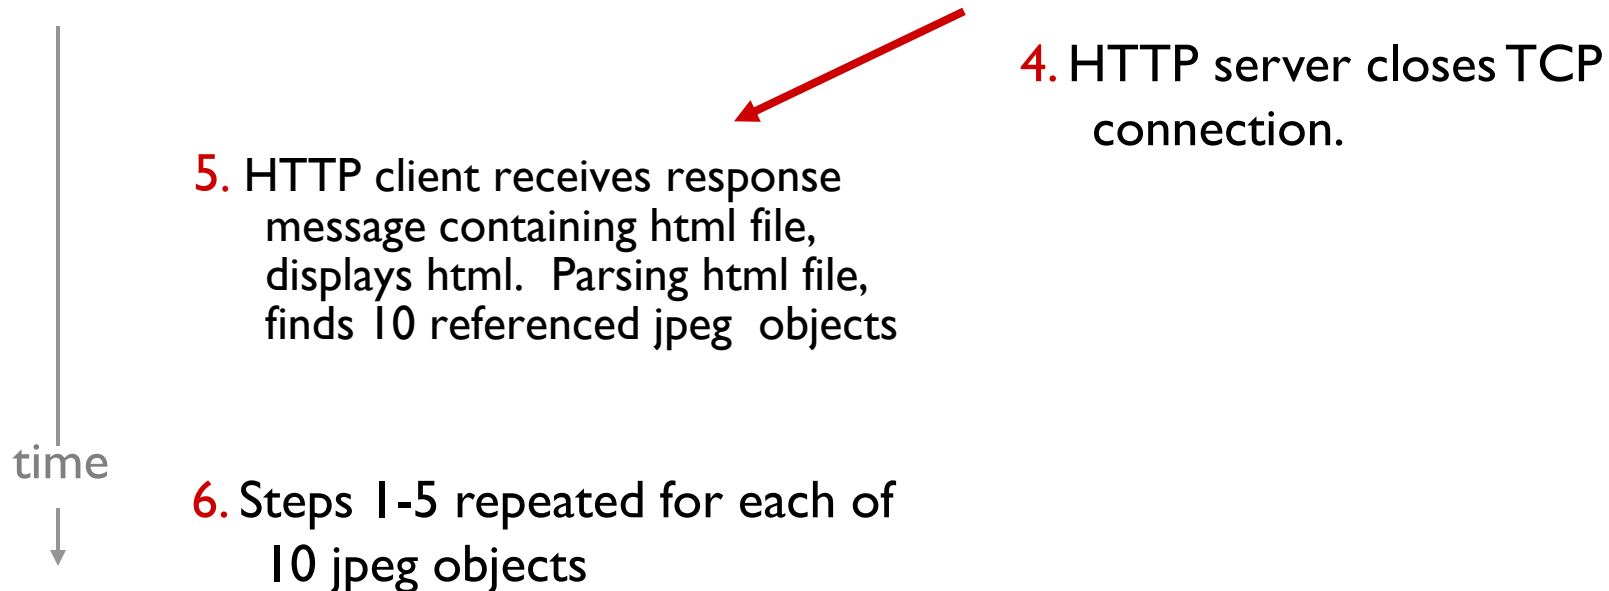 4. HTTP server closes TCP
connection.
5. HTTP client receives response
message containing html file,
displays html. Parsing html file,
finds 10 referenced jpeg objects
time
6. Steps 1-5 repeated for each of
10 jpeg objects